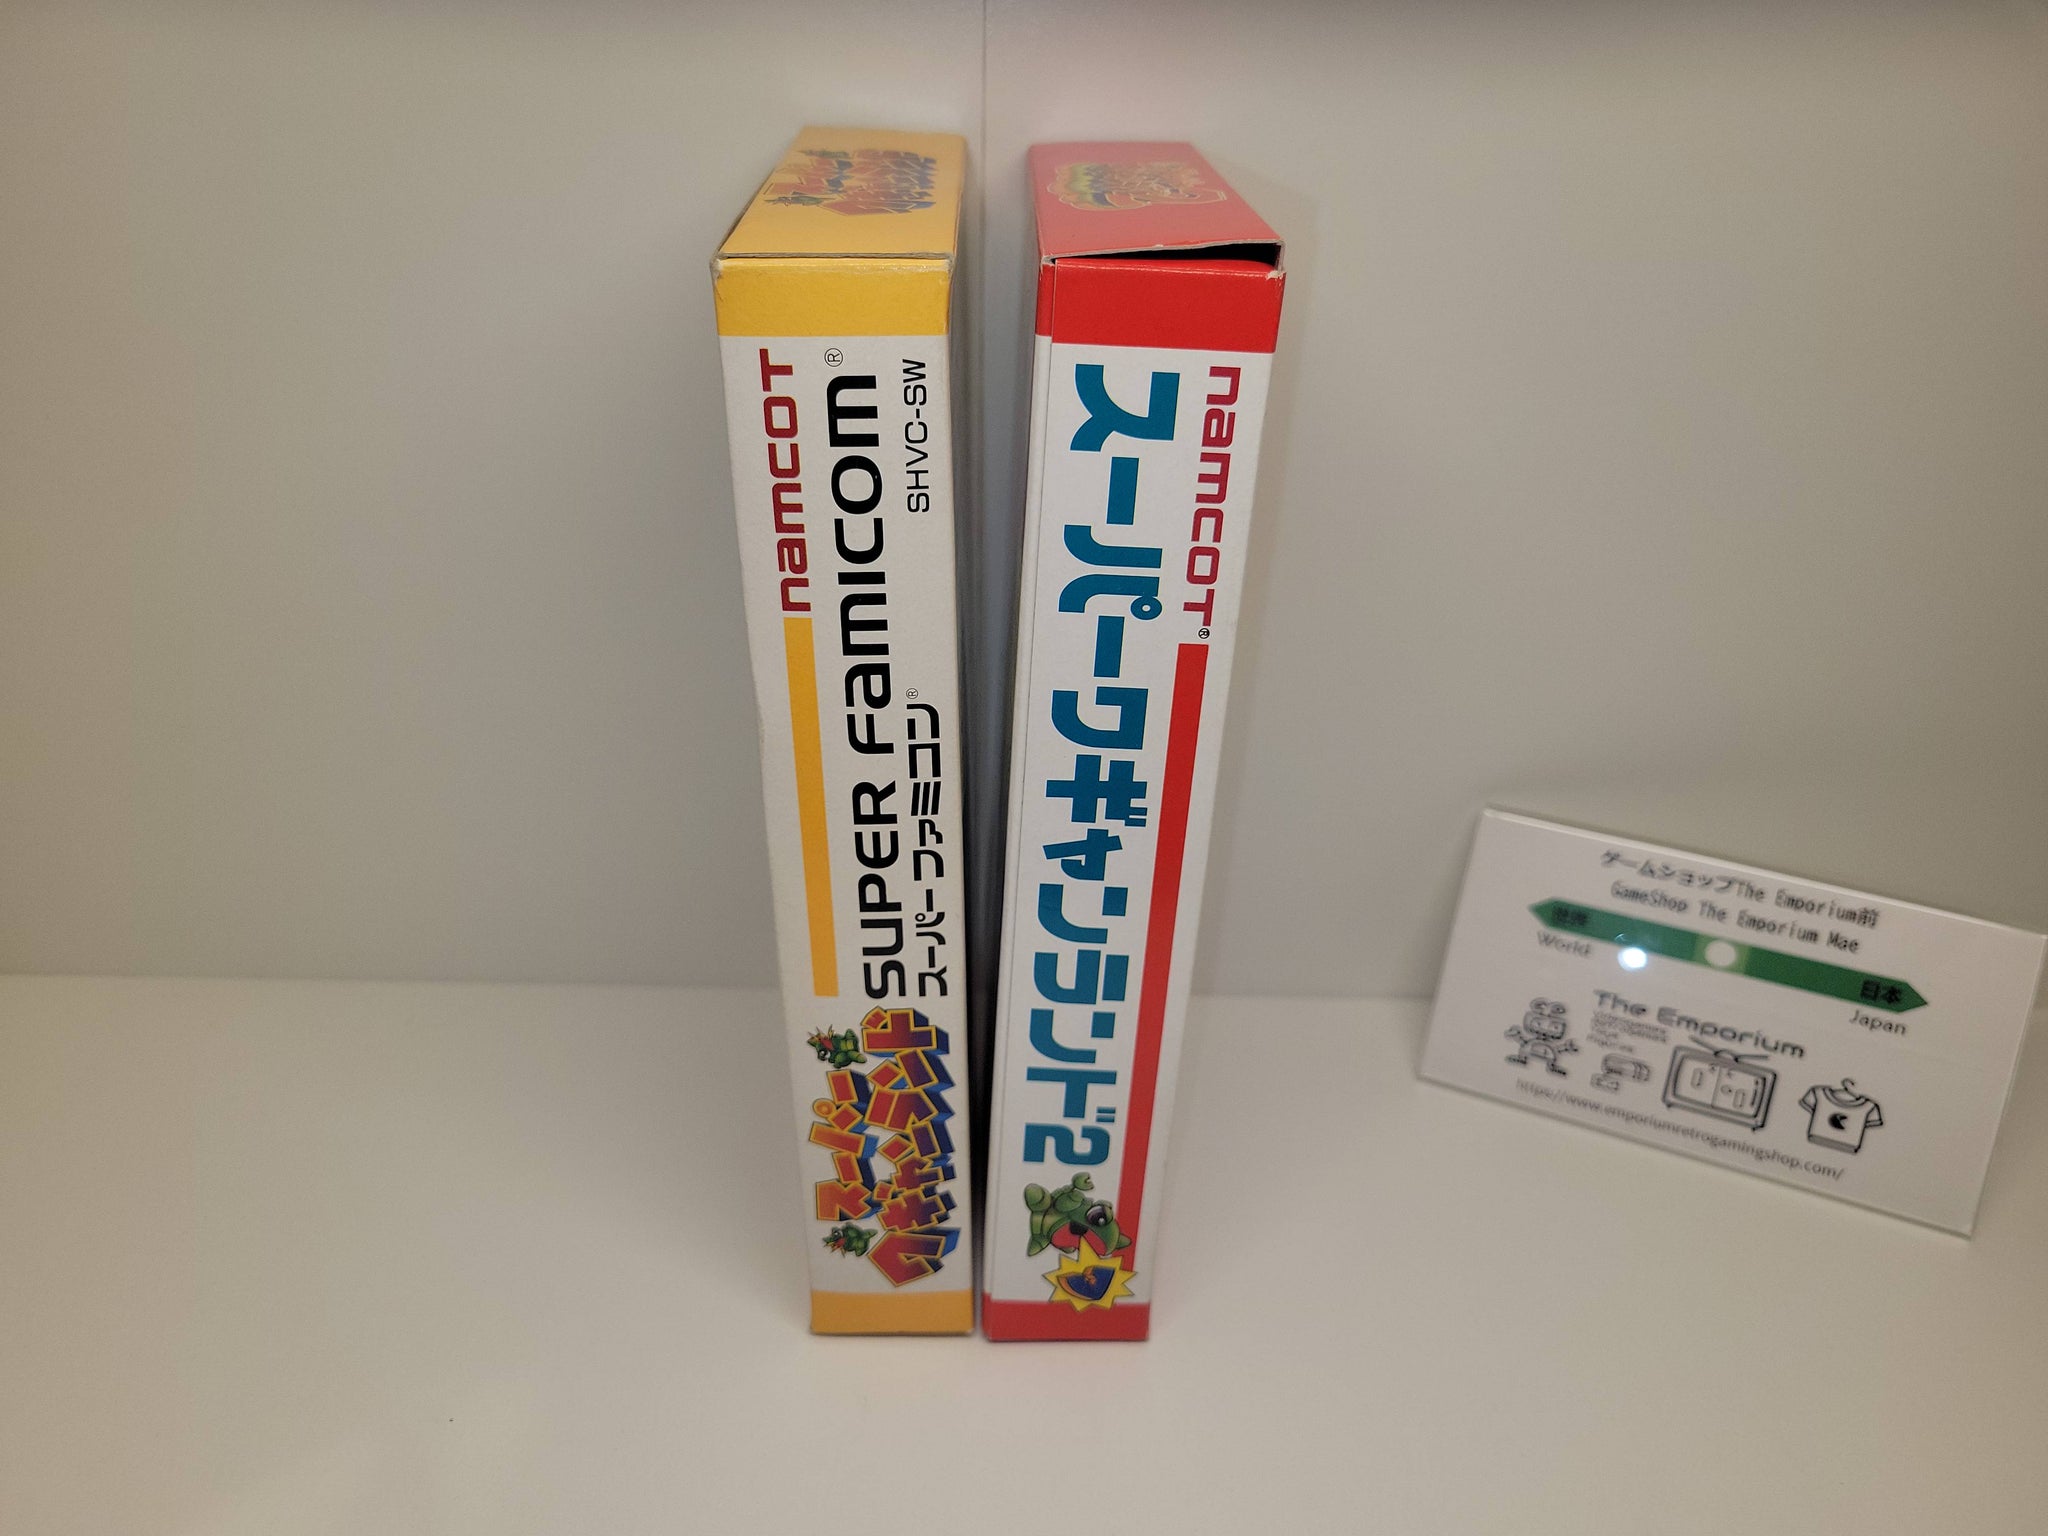 namcot
SUPER FAMICOM®
スーパーファミコン®
SHVC-SW
スーパー
ワギャンランド
namcot®
スーパーワギャンランド2
ゲームショップThe Emporium前
GameShop The Emporium Mae
World
日本
Japan
The Emporium
https://www.emporiumretrogamingshop.com/